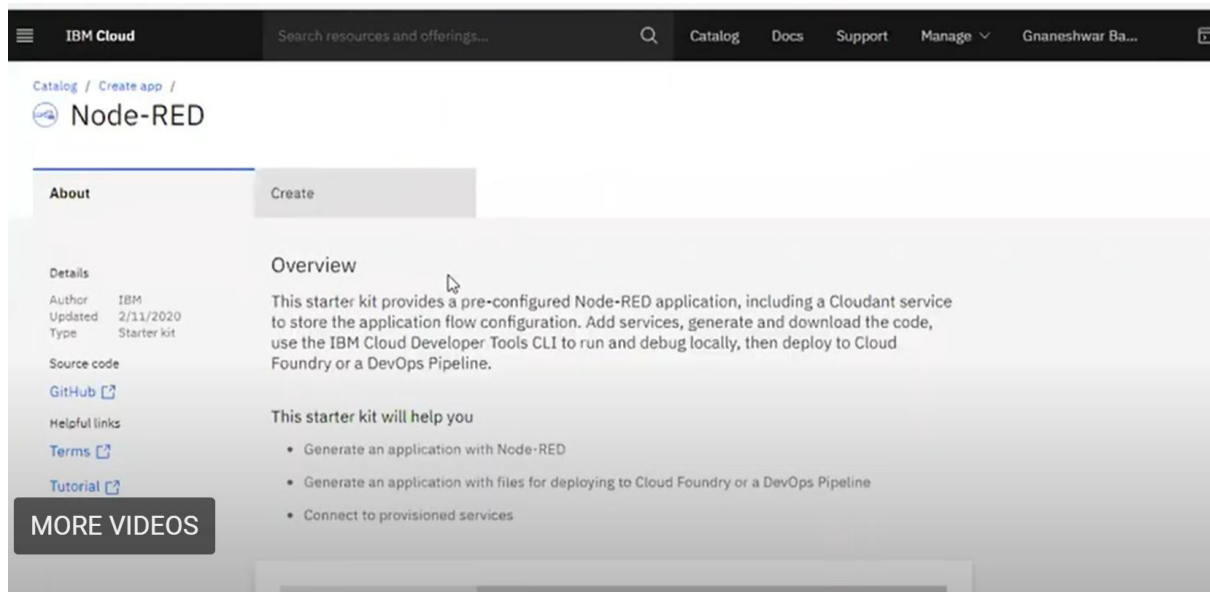 IBM Cloud
Search resources and offerings...
Catalog
Docs
Support
Manage
Gnaneshwar Ba...
Catalog / Create app /
Node-RED
About
Create
Details
Author IBM
Updated 2/11/2020
Type Starter kit
Source code
GitHub
Helpful links
Terms
Tutorial
Overview
This starter kit provides a pre-configured Node-RED application, including a Cloudant service
to store the application flow configuration. Add services, generate and download the code,
use the IBM Cloud Developer Tools CLI to run and debug locally, then deploy to Cloud
Foundry or a DevOps Pipeline.
This starter kit will help you
• Generate an application with Node-RED
• Generate an application with files for deploying to Cloud Foundry or a DevOps Pipeline
• Connect to provisioned services
MORE VIDEOS